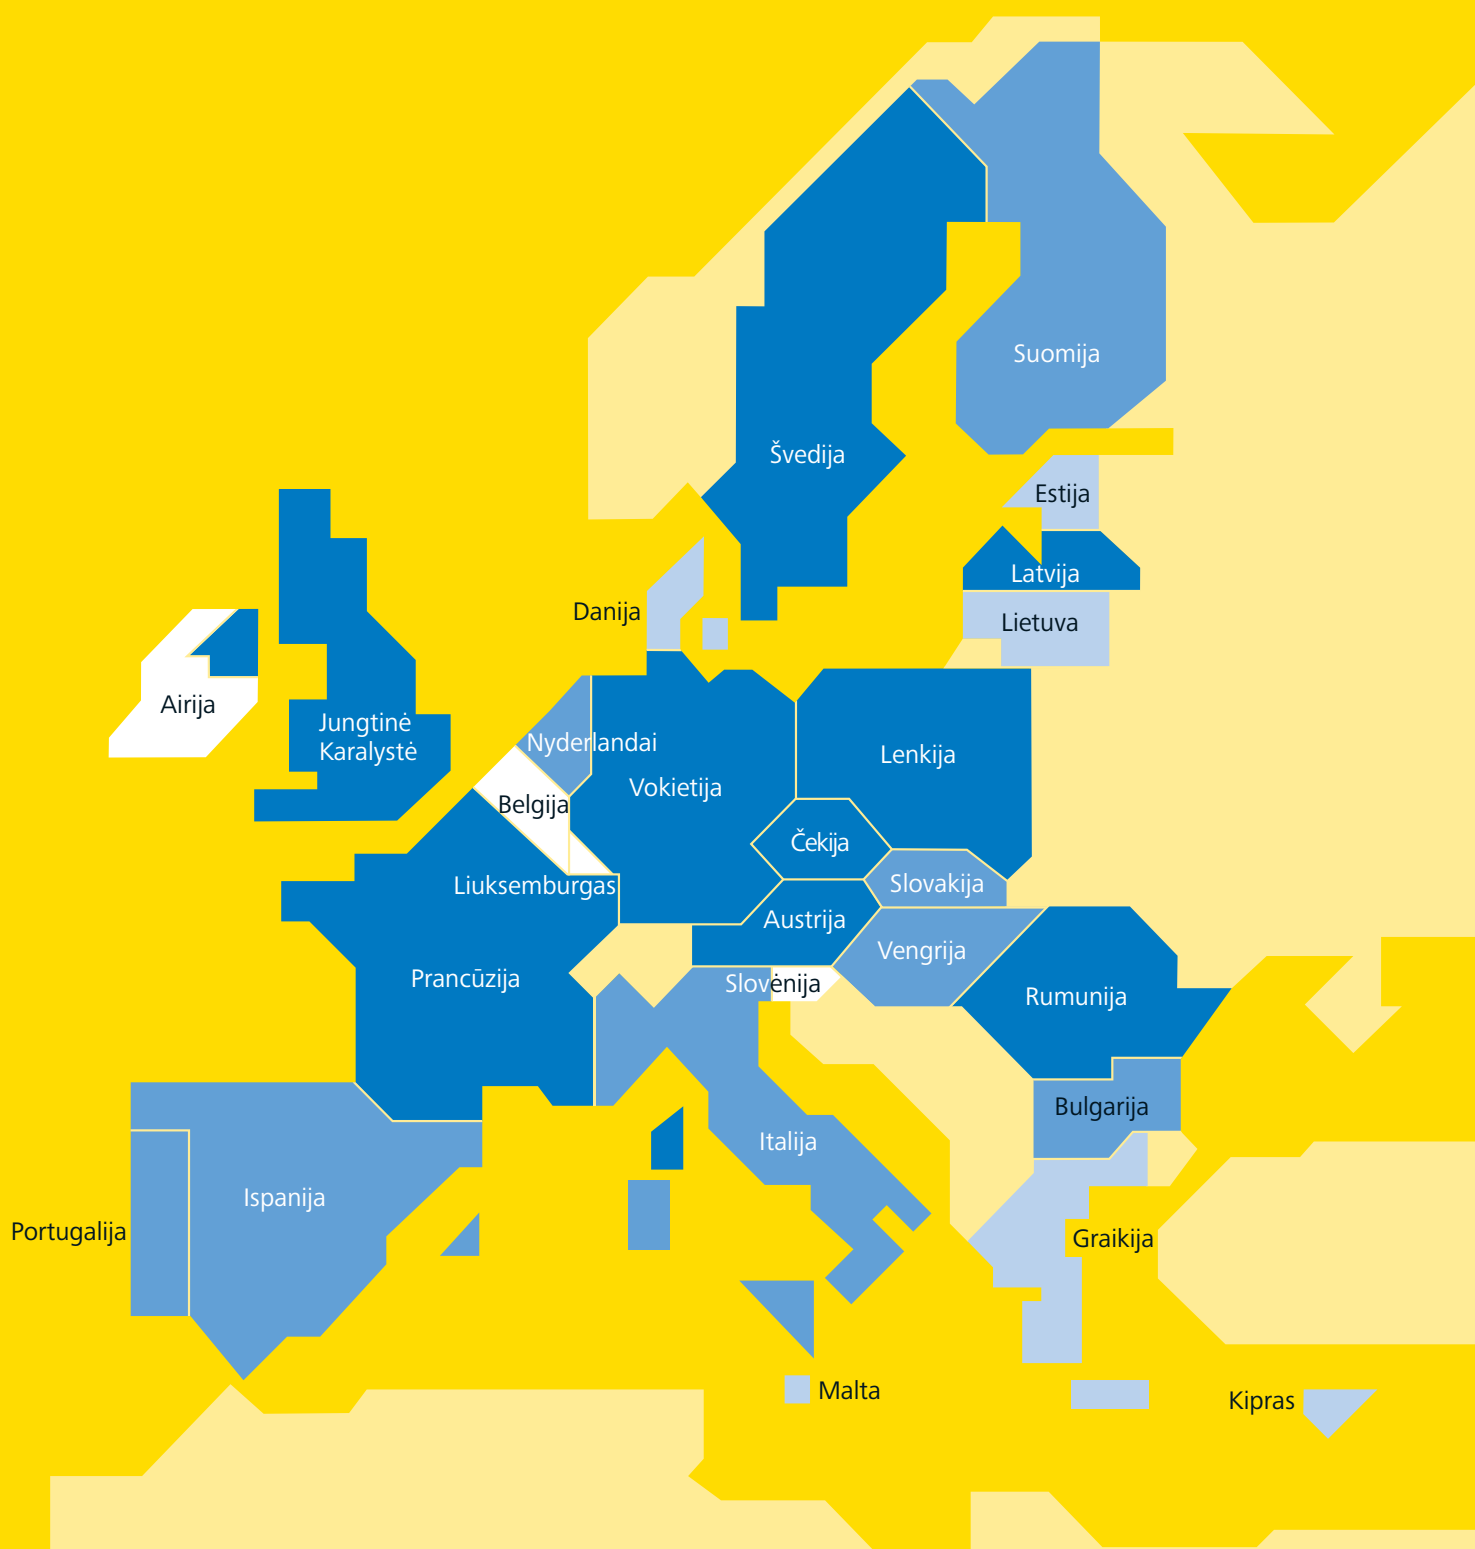 Suomija
Švedija
Estija
Latvija
Danija
Lietuva
Airija
Jungtinė
Karalystė
Nyderlandai
Lenkija
Vokietija
Belgija
Čekija
Liuksemburgas
Slovakija
Austrija
Vengrija
Prancūzija
Slovėnija
Rumunija
Bulgarija
Italija
Ispanija
Portugalija
Graikija
Malta
Kipras